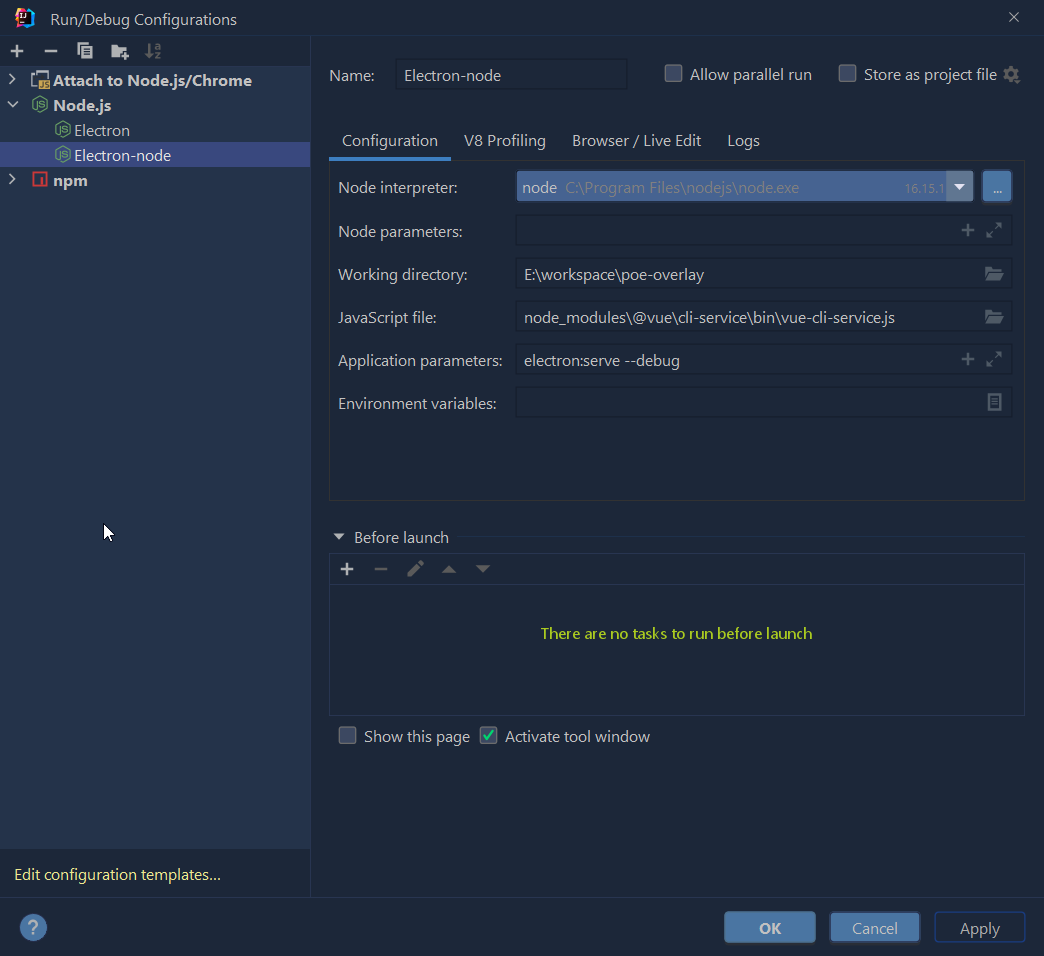 Run/Debug Configurations
Attach to Node.js/Chrome
Node.js
Electron
Electron-node
npm
Edit configuration templates...
Name: Electron-node Allow parallel run Store as project file
Configuration V8 Profiling Browser / Live Edit Logs
Node interpreter: node C:\Program Files\nodejs\node.exe 16.15.1 ...
Node parameters:
Working directory: E:\workspace\poe-overlay
JavaScript file: node_modules\@vue\cli-service\bin\vue-cli-service.js
Application parameters: electron:serve --debug
Environment variables:
Before launch
There are no tasks to run before launch
Show this page Activate tool window
? OK Cancel Apply